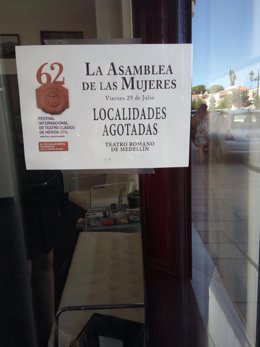 62
FESTIVAL
INTERNACIONAL
DE TEATRO CLÁSICO
DE MÉRIDA 2016
LA ASAMBLEA
DE LAS MUJERES
Viernes 29 de Julio
LOCALIDADES
AGOTADAS
TEATRO ROMANO
DE MEDELLÍN